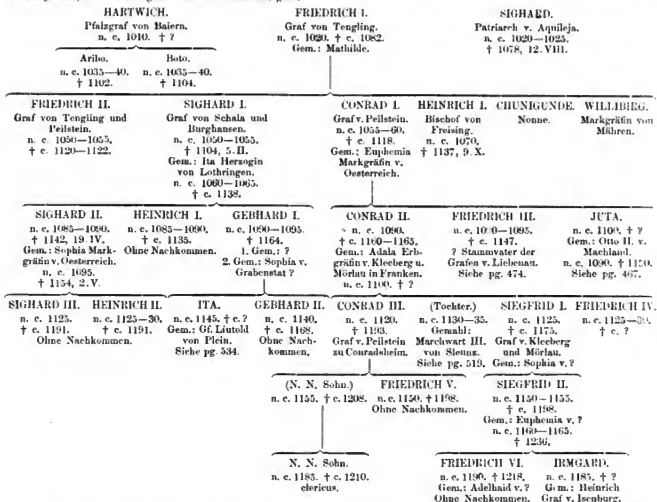 HARTWICH. FRIEDRICH I. SIGHARD.
Pfalzgraf von Baiern. Graf von Tengling. Patriarch v. Aquileja.
n. c. 1010. † ? n. c. 1020. † c. 1082. n. c. 1020—1025.
Gem.: Mathilde. † 1078, 12. VIII.
Aribo. Boto.
n. c. 1035—40. n. c. 1035—40.
† 1102. † 1104.
FRIEDRICH II. SIGHARD I. CONRAD I. HEINRICH I. CHUNIGUNDE. WILLIBIRG.
Graf von Tengling und Graf von Schala und Graf v. Peilstein. Bischof von Nonne. Markgräfin von
Peilstein. Burghansen. n. c. 1055—60. Freising. Mähren.
n. c. 1050—1055. n. c. 1050—1055. † c. 1118. n. c. 1070.
† c. 1120—1122. † 1104, 5. II. Gem.: Euphemia † 1137, 9. X.
Gem.: Ita Herzogin Markgräfin v.
von Lothringen. Oesterreich.
n. c. 1060—1065.
† c. 1138.
SIGHARD II. HEINRICH I. GEBHARD I. CONRAD II. FRIEDRICH III. JUTA.
n. c. 1085—1090. n. c. 1085—1090. n. c. 1090—1095. n. c. 1090. n. c. 1090—1095. n. c. 1100. † ?
† 1142, 19. IV. † c. 1135. † 1164. † c. 1160—1165. † c. 1147. Gem.: Otto II. v.
Gem.: Sophia Mark- Ohne Nachkommen. 1. Gem.: ? Gem.: Adala Erb- ? Stammvater der Machland.
gräfin v. Oesterreich. 2. Gem.: Sophia v. gräfin v. Kleeberg u. Grafen v. Liebenau. n. c. 1090. † 1150.
n. c. 1095. Grabenstat ? Mörlau in Franken. Siehe pg. 474. Siehe pg. 467.
† 1154, 2. V. n. c. 1100. † ?
SIGHARD III. HEINRICH II. ITA. GEBHARD II. CONRAD III. (Tochter.) SIEGFRID I. FRIEDRICH IV.
n. c. 1125. n. c. 1125—30. n. c. 1145. † c. ? n. c. 1140. n. c. 1120. n. c. 1130—35. n. c. 1125. n. c. 1125—30.
† c. 1191. † c. 1191. Gem.: Gf. Liutold † c. 1168. † 1193. Gemahl: † c. 1175. † c. ?
Ohne Nachkommen. von Plein. Ohne Nach- Graf v. Peilstein Marchwart III. Graf v. Kleeberg
Siehe pg. 534. kommen. zu Conradsheim. von Sleunz. und Mörlau.
Siehe pg. 519. Gem.: Sophia v. ?
(N. N. Sohn.) FRIEDRICH V. SIEGFRID II.
n. c. 1155. † c. 1208. n. c. 1150. † 1198. n. c. 1150—1155.
Ohne Nachkommen. † c. 1198.
Gem.: Euphemia v. ?
n. c. 1160—1165.
† 1236.
N. N. Sohn. FRIEDRICH VI. IRMGARD.
n. c. 1185. † c. 1210. n. c. 1190. † 1218. n. c. 1185. † ?
clericus. Gem.: Adelhaid v. ? Gem.: Heinrich
Ohne Nachkommen. Graf v. Isenburg.